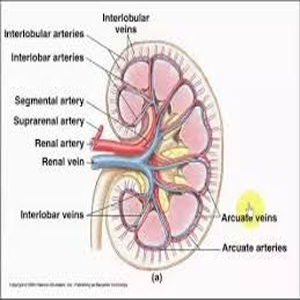 Interlobular
veins
Interlobular arteries
Interlobar arteries
Segmental artery
Suprarenal artery
Renal artery
Renal vein
Interlobar veins
Arcuate veins
Arcuate arteries
(a)